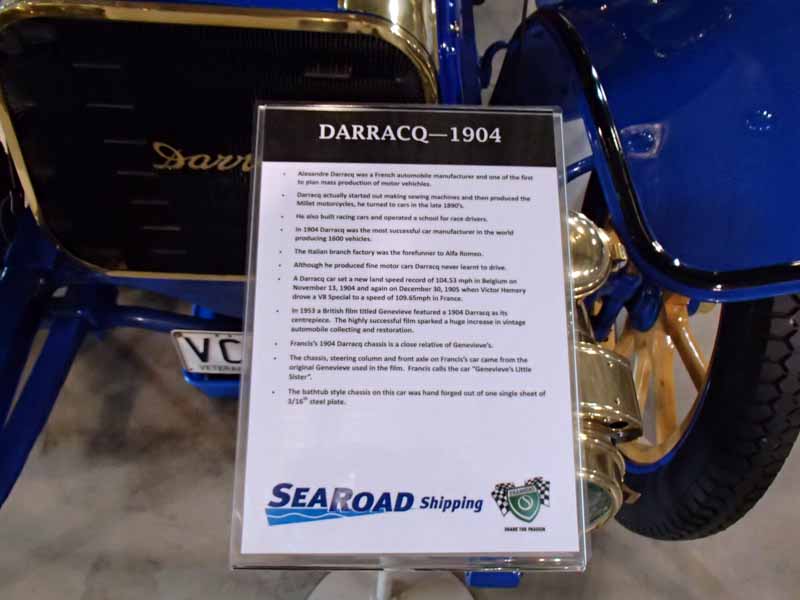 Darr
DARRACQ—1904
Alexandre Darracq was a French automobile manufacturer and one of the first
to plan mass production of motor vehichles.
Darracq actually started out making sewing machines and then produced the
Millet motorcycles, he turned to cars in the late 1890's.
He also built racing cars and operated a school for race drivers.
In 1904 Darracq was the most successful car manufacturer in the world
producing 1600 vehicles.
The Italian branch factory was the forefunner to Alfa Romeo.
Although he produced fine motor cars Darracq never learnt to drive.
A Darracq car set a new land speed record of 104.53 mph in Belgium on
November 13, 1904 and again on December 30, 1905 when Victor Hemery
drove a V8 Special to a speed of 109.65mph in France.
In 1953 a British film titled Genevieve featured a 1904 Darracq as its
centrepiece. The highly successful film sparked a huge increase in vintage
automobile collecting and restoration.
Francis's 1904 Darracq chassis is a close relative of Genevieve's.
The chassis, steering column and front axle on Francis's car came from the
original Genevieve used in the film. Francis calls the car "Genevieve's Little
Sister".
The bathtub style chassis on this car was hand forged out of one single sheet of
3/16th steel plate.
VC
VETERAN
SEAROAD Shipping
SHARE THE PASSION